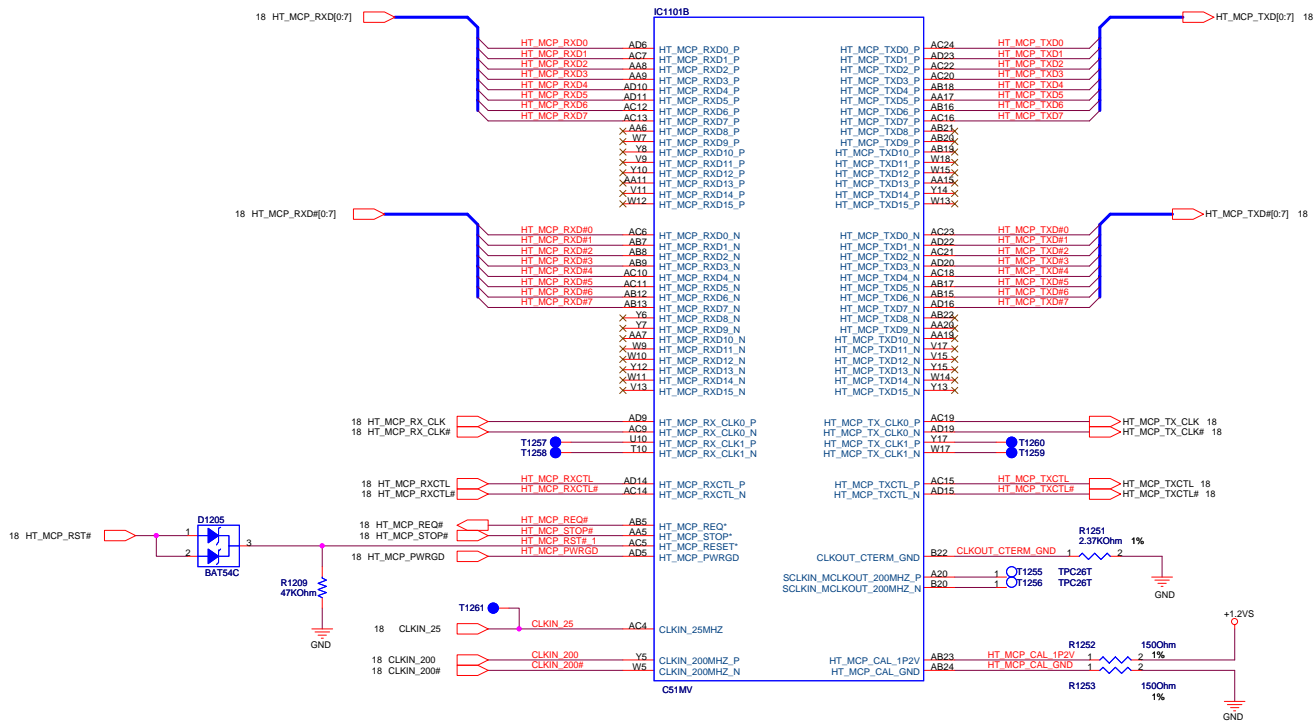 IC1101B
18 HT_MCP_RXD[0:7]
HT_MCP_TXD[0:7] 18
HT_MCP_RXD0 AD6 HT_MCP_RXD0_P
HT_MCP_RXD1 AC7 HT_MCP_RXD1_P
HT_MCP_RXD2 AA8 HT_MCP_RXD2_P
HT_MCP_RXD3 AA9 HT_MCP_RXD3_P
HT_MCP_RXD4 AD10 HT_MCP_RXD4_P
HT_MCP_RXD5 AD11 HT_MCP_RXD5_P
HT_MCP_RXD6 AC12 HT_MCP_RXD6_P
HT_MCP_RXD7 AC13 HT_MCP_RXD7_P
AA6 HT_MCP_RXD8_P
W7 HT_MCP_RXD9_P
Y8 HT_MCP_RXD10_P
V9 HT_MCP_RXD11_P
Y10 HT_MCP_RXD12_P
AA11 HT_MCP_RXD13_P
V11 HT_MCP_RXD14_P
W12 HT_MCP_RXD15_P
HT_MCP_TXD0_P AC24 HT_MCP_TXD0
HT_MCP_TXD1_P AD23 HT_MCP_TXD1
HT_MCP_TXD2_P AC22 HT_MCP_TXD2
HT_MCP_TXD3_P AC20 HT_MCP_TXD3
HT_MCP_TXD4_P AB18 HT_MCP_TXD4
HT_MCP_TXD5_P AA17 HT_MCP_TXD5
HT_MCP_TXD6_P AB16 HT_MCP_TXD6
HT_MCP_TXD7_P AC16 HT_MCP_TXD7
HT_MCP_TXD8_P AB21
HT_MCP_TXD9_P AB20
HT_MCP_TXD10_P AB19
HT_MCP_TXD11_P W18
HT_MCP_TXD12_P W15
HT_MCP_TXD13_P AA15
HT_MCP_TXD14_P Y14
HT_MCP_TXD15_P W13
18 HT_MCP_RXD#[0:7]
HT_MCP_TXD#[0:7] 18
HT_MCP_RXD#0 AC6 HT_MCP_RXD0_N
HT_MCP_RXD#1 AB7 HT_MCP_RXD1_N
HT_MCP_RXD#2 AB8 HT_MCP_RXD2_N
HT_MCP_RXD#3 AB9 HT_MCP_RXD3_N
HT_MCP_RXD#4 AC10 HT_MCP_RXD4_N
HT_MCP_RXD#5 AC11 HT_MCP_RXD5_N
HT_MCP_RXD#6 AB12 HT_MCP_RXD6_N
HT_MCP_RXD#7 AB13 HT_MCP_RXD7_N
Y6 HT_MCP_RXD8_N
Y7 HT_MCP_RXD9_N
AA7 HT_MCP_RXD10_N
W9 HT_MCP_RXD11_N
W10 HT_MCP_RXD12_N
Y12 HT_MCP_RXD13_N
W11 HT_MCP_RXD14_N
V13 HT_MCP_RXD15_N
HT_MCP_TXD0_N AC23 HT_MCP_TXD#0
HT_MCP_TXD1_N AD22 HT_MCP_TXD#1
HT_MCP_TXD2_N AC21 HT_MCP_TXD#2
HT_MCP_TXD3_N AD20 HT_MCP_TXD#3
HT_MCP_TXD4_N AC18 HT_MCP_TXD#4
HT_MCP_TXD5_N AB17 HT_MCP_TXD#5
HT_MCP_TXD6_N AB15 HT_MCP_TXD#6
HT_MCP_TXD7_N AD16 HT_MCP_TXD#7
HT_MCP_TXD8_N AB22
HT_MCP_TXD9_N AA20
HT_MCP_TXD10_N AA19
HT_MCP_TXD11_N V17
HT_MCP_TXD12_N V15
HT_MCP_TXD13_N Y15
HT_MCP_TXD14_N W14
HT_MCP_TXD15_N Y13
18 HT_MCP_RX_CLK AD9 HT_MCP_RX_CLK0_P
18 HT_MCP_RX_CLK# AC9 HT_MCP_RX_CLK0_N
T1257 U10 HT_MCP_RX_CLK1_P
T1258 T10 HT_MCP_RX_CLK1_N
HT_MCP_TX_CLK0_P AC19 HT_MCP_TX_CLK 18
HT_MCP_TX_CLK0_N AD19 HT_MCP_TX_CLK# 18
HT_MCP_TX_CLK1_P Y17 T1260
HT_MCP_TX_CLK1_N W17 T1259
18 HT_MCP_RXCTL HT_MCP_RXCTL AD14 HT_MCP_RXCTL_P
18 HT_MCP_RXCTL# HT_MCP_RXCTL# AC14 HT_MCP_RXCTL_N
HT_MCP_TXCTL_P AC15 HT_MCP_TXCTL HT_MCP_TXCTL 18
HT_MCP_TXCTL_N AD15 HT_MCP_TXCTL# HT_MCP_TXCTL# 18
18 HT_MCP_REQ# HT_MCP_REQ# AB5 HT_MCP_REQ*
18 HT_MCP_STOP# HT_MCP_STOP# AA5 HT_MCP_STOP*
HT_MCP_RST#_1 AC5 HT_MCP_RESET*
18 HT_MCP_PWRGD HT_MCP_PWRGD AD5 HT_MCP_PWRGD
18 HT_MCP_RST#
D1205
1
2
3
BAT54C
R1209
47KOhm
GND
CLKOUT_CTERM_GND B22 CLKOUT_CTERM_GND 1 2
R1251
2.37KOhm 1%
GND
SCLKIN_MCLKOUT_200MHZ_P A20 1 T1255 TPC26T
SCLKIN_MCLKOUT_200MHZ_N B20 1 T1256 TPC26T
T1261
18 CLKIN_25 CLKIN_25 AC4 CLKIN_25MHZ
18 CLKIN_200 CLKIN_200 Y5 CLKIN_200MHZ_P
18 CLKIN_200# CLKIN_200# W5 CLKIN_200MHZ_N
+1.2VS
R1252 150Ohm
1%
HT_MCP_CAL_1P2V AB23 HT_MCP_CAL_1P2V 1 2
HT_MCP_CAL_GND AB24 HT_MCP_CAL_GND 1 2
R1253 150Ohm
1%
GND
C51MV